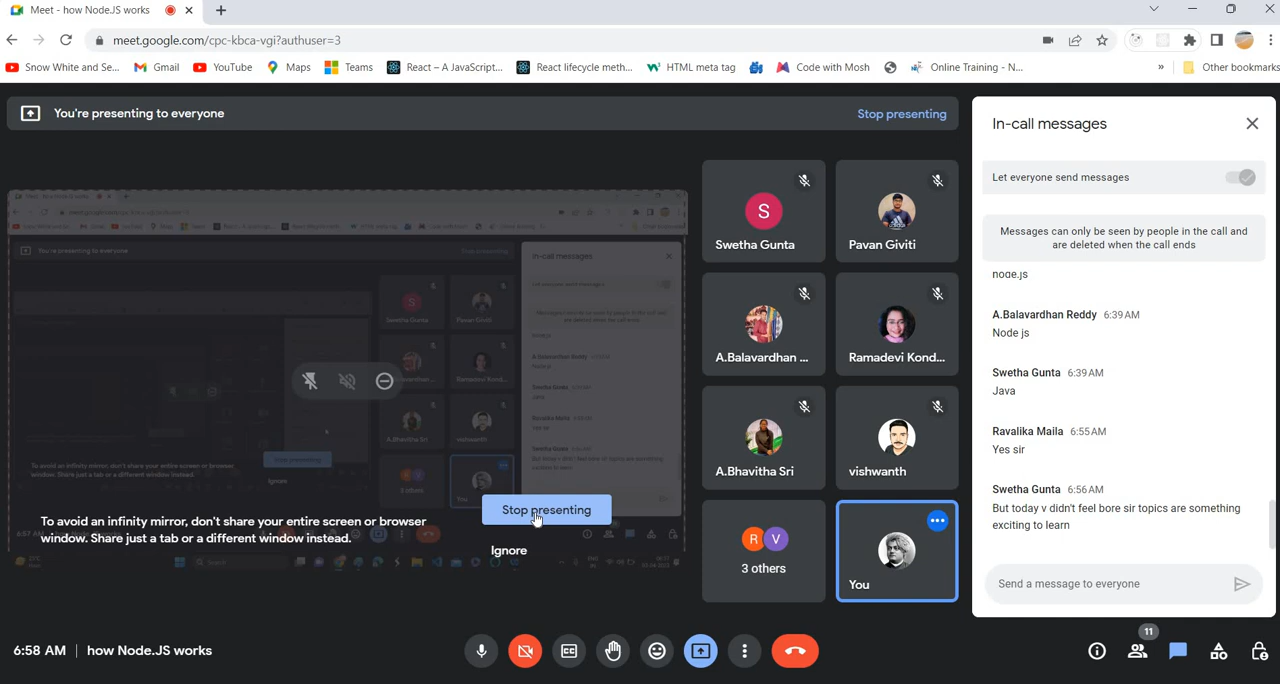 Meet - how Node.JS works
meet.google.com/cpc-kbca-vgi?authuser=3
Snow White and Se...
Gmail
YouTube
Maps
Teams
React – A JavaScript...
React lifecycle meth...
HTML meta tag
Code with Mosh
Online Training - N...
»
Other bookmarks
You're presenting to everyone
Stop presenting
To avoid an infinity mirror, don't share your entire screen or browser
window. Share just a tab or a different window instead.
Stop presenting
Ignore
S
Swetha Gunta
Pavan Giviti
A.Balavardhan ...
Ramadevi Kond...
A.Bhavitha Sri
vishwanth
R V
3 others
You
In-call messages
Let everyone send messages
Messages can only be seen by people in the call and
are deleted when the call ends
node.js
A.Balavardhan Reddy 6:39 AM
Node js
Swetha Gunta 6:39 AM
Java
Ravalika Maila 6:55 AM
Yes sir
Swetha Gunta 6:56 AM
But today v didn't feel bore sir topics are something
exciting to learn
Send a message to everyone
6:58 AM | how Node.JS works
11